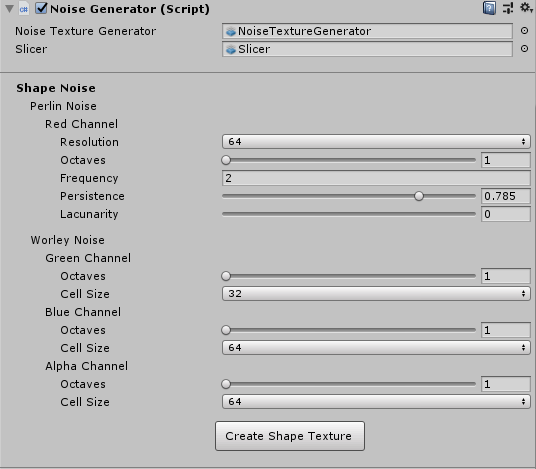 Noise Generator (Script)
Noise Texture Generator NoiseTextureGenerator
Slicer Slicer
Shape Noise
Perlin Noise
Red Channel
Resolution 64
Octaves 1
Frequency 2
Persistence 0.785
Lacunarity 0
Worley Noise
Green Channel
Octaves 1
Cell Size 32
Blue Channel
Octaves 1
Cell Size 64
Alpha Channel
Octaves 1
Cell Size 64
Create Shape Texture